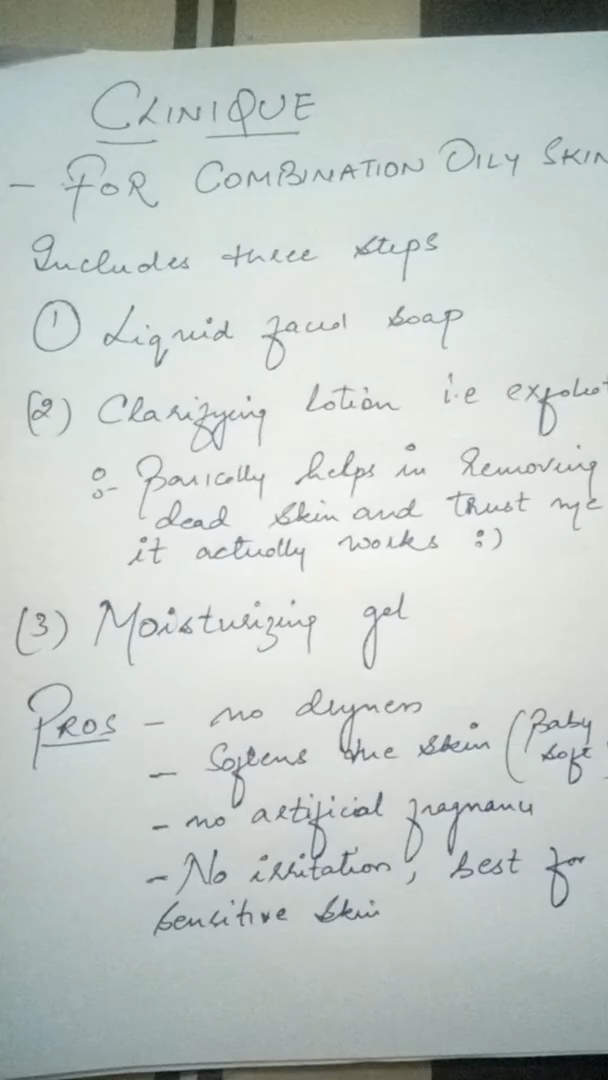 CLINIQUE
- FOR COMBINATION OILY SKIN
Includes three steps
① Liquid facial soap
(2) Clarifying lotion i.e
:- Basically helps in removing
dead skin and trust me
it actually works :)
(3) Moisturizing gel
PROS - no dryness
- Softens the skin (Baby soft)
- no artificial fragnance
- No irritation, best for
sensitive skin